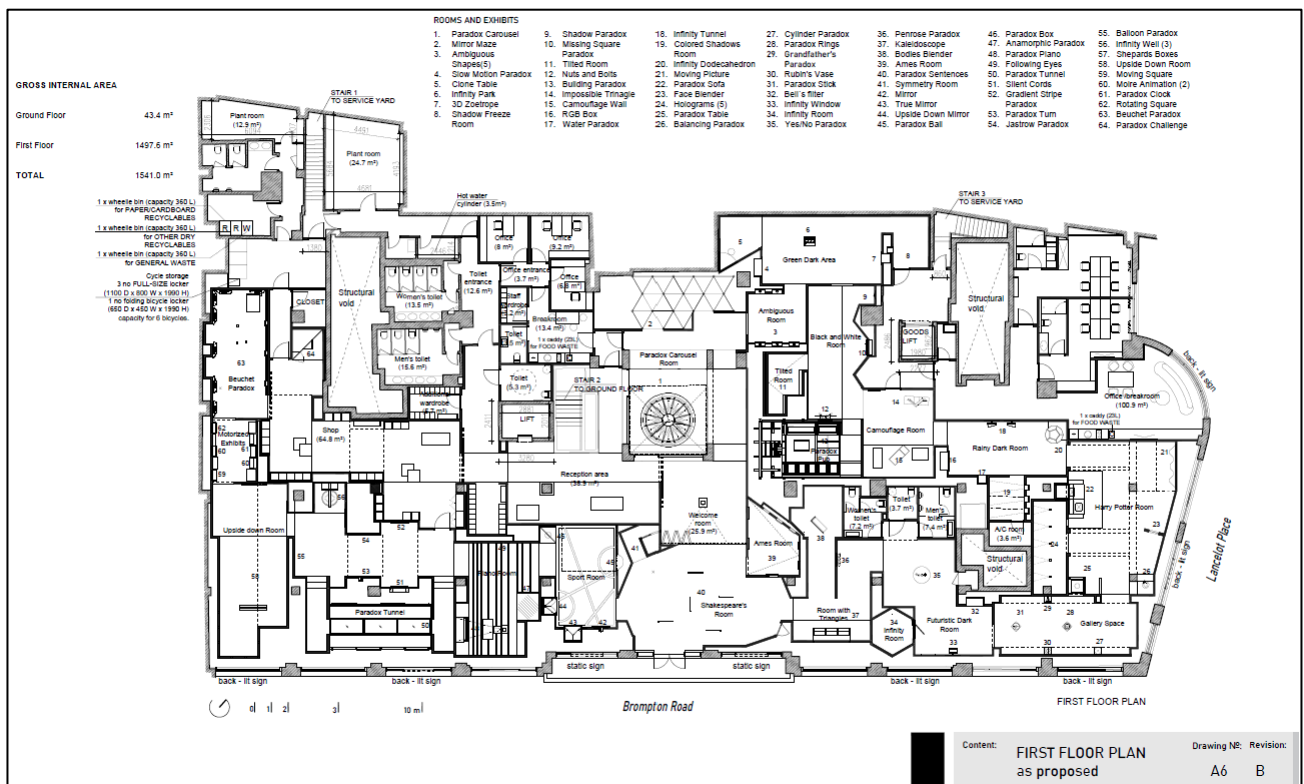 ROOMS AND EXHIBITS
1. Paradox Carousel
2. Mirror Maze
3. Ambiguous
Shapes(5)
4. Slow Motion Paradox
5. Clone Table
6. Infinity Park
7. 3D Zoetrope
8. Shadow Freeze
Room
9. Shadow Paradox
10. Missing Square
Paradox
11. Tilted Room
12. Nuts and Bolts
13. Building Paradox
14. Impossible Trinagle
15. Camouflage Wall
16. RGB Box
17. Water Paradox
18. Infinity Tunnel
19. Colored Shadows
Room
20. Infinity Dodecahedron
21. Moving Picture
22. Paradox Sofa
23. Face Blender
24. Holograms (5)
25. Paradox Table
26. Balancing Paradox
27. Cylinder Paradox
28. Paradox Rings
29. Grandfather's
Paradox
30. Rubin's Vase
31. Paradox Stick
32. Bell's filter
33. Infinity Window
34. Infinity Room
35. Yes/No Paradox
36. Penrose Paradox
37. Kaleidoscope
38. Bodies Blender
39. Ames Room
40. Paradox Sentences
41. Symmetry Room
42. Mirror
43. True Mirror
44. Upside Down Mirror
45. Paradox Ball
46. Paradox Box
47. Anamorphic Paradox
48. Paradox Piano
49. Following Eyes
50. Paradox Tunnel
51. Silent Cords
52. Gradient Stripe
Paradox
53. Paradox Turn
54. Jastrow Paradox
55. Balloon Paradox
56. Infinity Well (3)
57. Shepards Boxes
58. Upside Down Room
59. Moving Square
60. More Animation (2)
61. Paradox Clock
62. Rotating Square
63. Beuchet Paradox
64. Paradox Challenge
GROSS INTERNAL AREA
Ground Floor 43.4 m²
First Floor 1497.6 m²
TOTAL 1541.0 m²
STAIR 1
TO SERVICE YARD
Plant room
(12.9 m²)
Plant room
(24.7 m²)
4491
4681
Hot water
cylinder (3.5m²)
1 x wheelie bin (capacity 360 L)
for PAPER/CARDBOARD
RECYCLABLES
1 x wheelie bin (capacity 360 L)
for OTHER DRY
RECYCLABLES
1 x wheelie bin (capacity 360 L)
for GENERAL WASTE
R R W
Cycle storage
3 no FULL-SIZE locker
(1100 D x 800 W x 1990 H)
1 no folding bicycle locker
(650 D x 450 W x 1990 H)
capacity for 6 bicycles.
STAIR 3
TO SERVICE YARD
Office
(8 m²)
Office
(9.2 m²)
Office entrance
(3.7 m²)
Office
(6.8 m²)
Toilet
entrance
(12.6 m²)
Structural
void
Women's toilet
(13.5 m²)
Men's toilet
(15.6 m²)
CLOSET
Breakroom
(13.4 m²)
1 x caddy (23L)
for FOOD WASTE
Toilet
(5.3 m²)
LIFT
STAIR 2
TO GROUND FLOOR
Green Dark Area
Ambiguous
Room
Black and White
Room
Tilted
Room
11
GOODS
LIFT
Structural
void
Paradox Carousel
Room
Office /breakroom
(100.9 m²)
1 x caddy (23L)
for FOOD WASTE
back - lit sign
Beuchet
Paradox
Motorized
Exhibits
Shop
(64.8 m²)
Reception area
(38.9 m²)
3280
Welcome
room
(25.9 m²)
Paradox
Pub
Camouflage Room
Rainy Dark Room
Harry Potter Room
Women's
toilet
(7.2 m²)
Toilet
(3.7 m²)
Men's
toilet
(7.4 m²)
A/C room
(3.6 m²)
Structural
void
Upside down Room
Paradox Tunnel
Piano Room
Sport Room
Ames Room
Shakespeare's
Room
Room with
Triangles
Infinity
Room
Futuristic Dark
Room
Gallery Space
back - lit sign
Lancelot Place
back - lit sign
back - lit sign
static sign
static sign
back - lit sign
back - lit sign
0 1 2 3 10 m
Brompton Road
FIRST FLOOR PLAN
Content:
FIRST FLOOR PLAN
as proposed
Drawing Nº: Revision:
A6 B